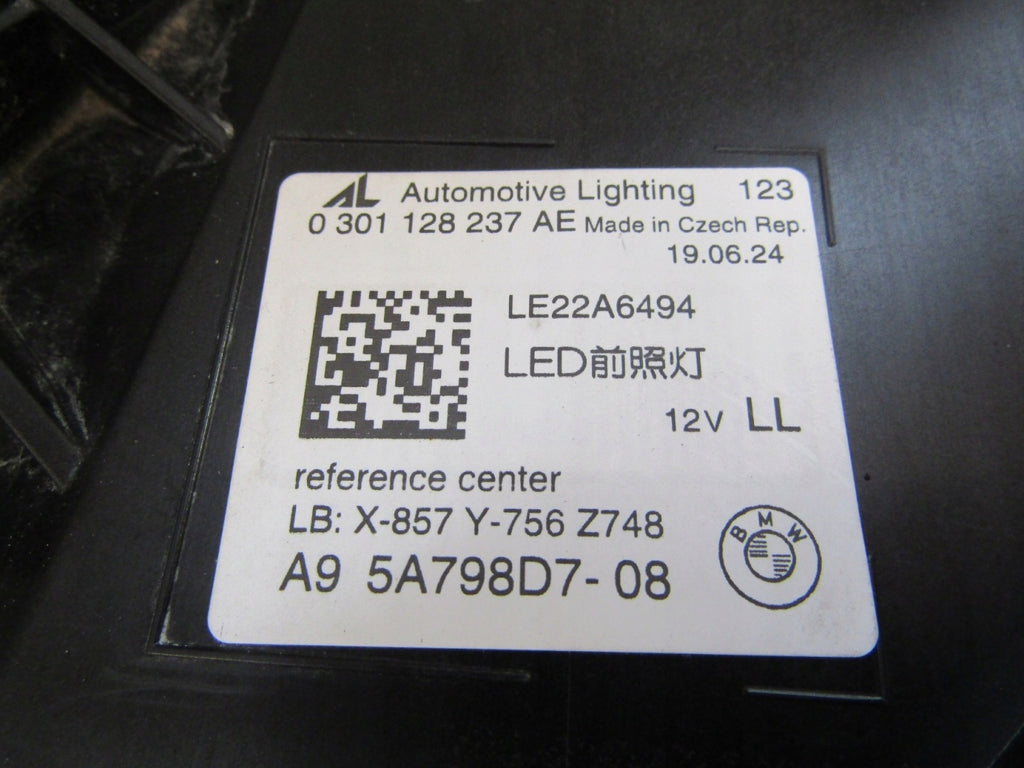 AL Automotive Lighting 123
0 301 128 237 AE Made in Czech Rep.
19.06.24
LE22A6494
LED前照灯
12V LL
reference center
LB: X-857 Y-756 Z748
A9 5A798D7-08
BMW